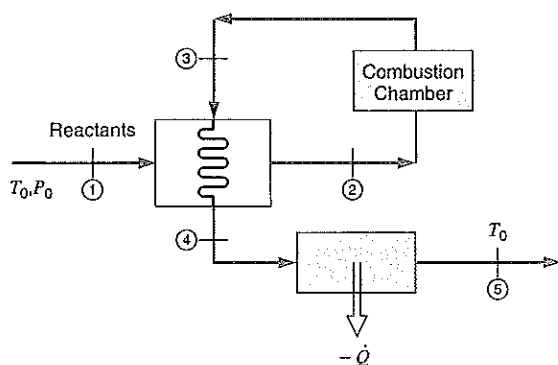 ③
Combustion
Chamber
Reactants
①
②
T₀,P₀
④
T₀
⑤
− Q̇